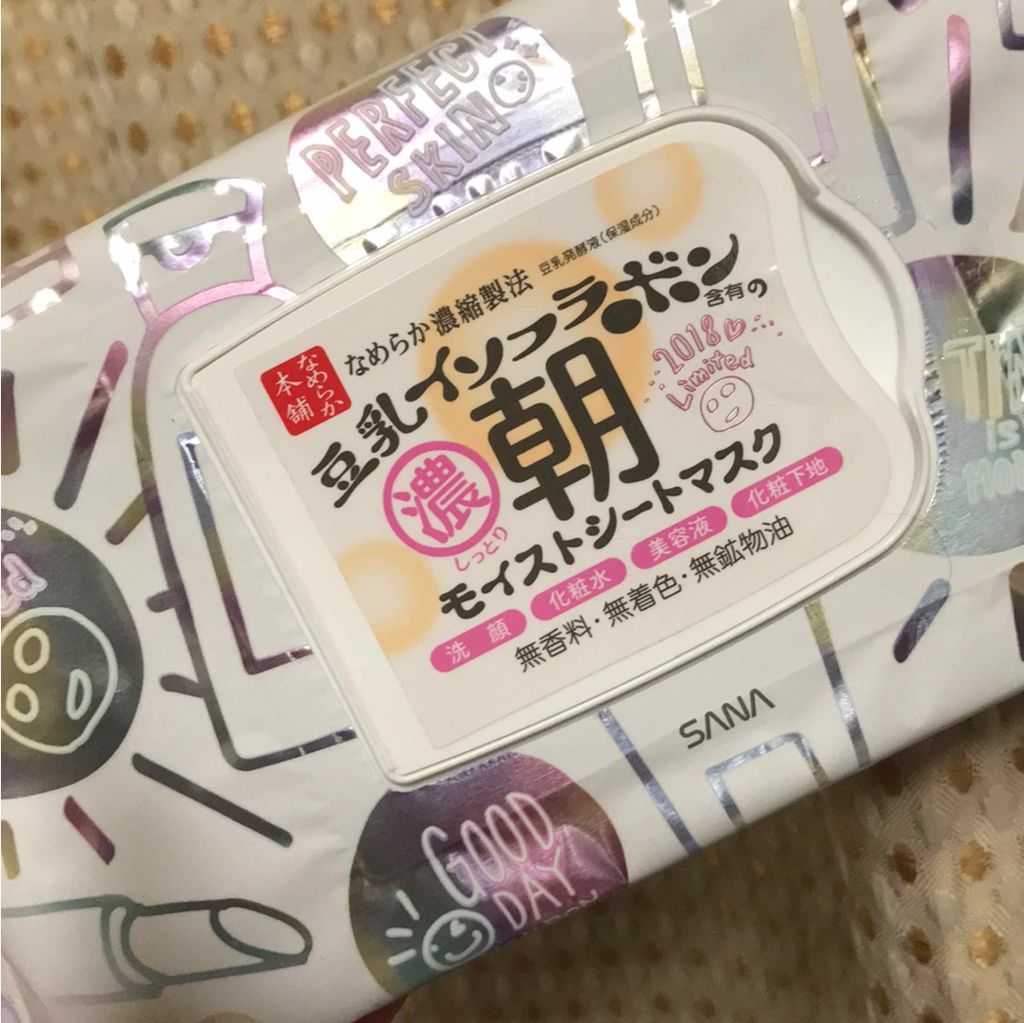 PERFECT
SKIN
なめらか
本舗
なめらか濃縮製法
豆乳発酵液(保湿成分)
豆乳イソフラボン含有の
2018
Limited
濃
しっとり
朝
モイストシートマスク
洗顔 化粧水 美容液 化粧下地
無香料・無着色・無鉱物油
SANA
IS
GOOD
DAY